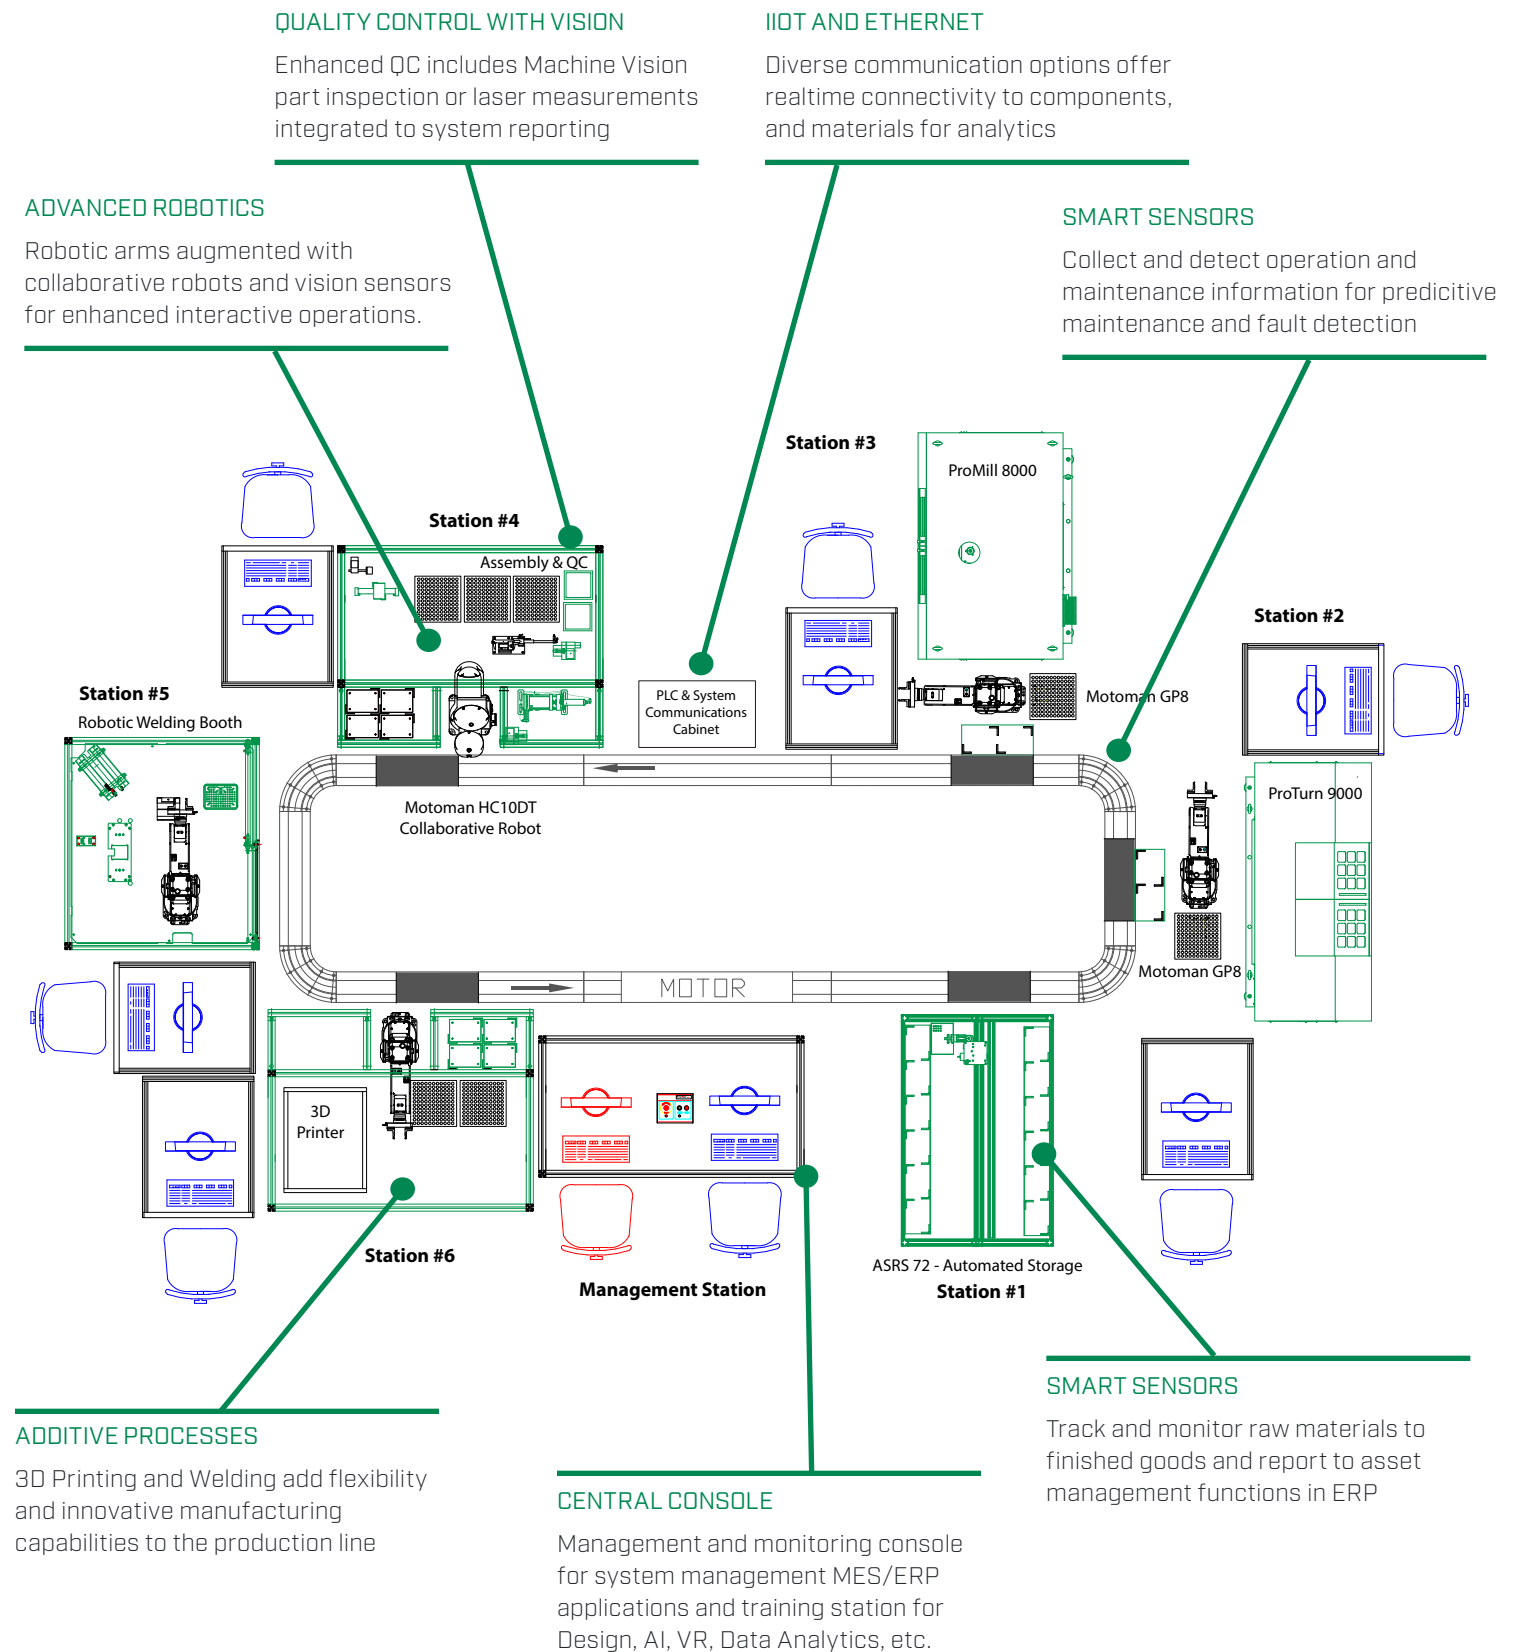 QUALITY CONTROL WITH VISION
Enhanced QC includes Machine Vision
part inspection or laser measurements
integrated to system reporting
IIOT AND ETHERNET
Diverse communication options offer
realtime connectivity to components,
and materials for analytics
ADVANCED ROBOTICS
Robotic arms augmented with
collaborative robots and vision sensors
for enhanced interactive operations.
SMART SENSORS
Collect and detect operation and
maintenance information for predicitive
maintenance and fault detection
Station #3
ProMill 8000
Station #4
Assembly & QC
Station #2
Station #5
Robotic Welding Booth
PLC & System
Communications
Cabinet
Motoman GP8
ProTurn 9000
Motoman HC10DT
Collaborative Robot
Motoman GP8
MOTOR
3D
Printer
Station #6
Management Station
ASRS 72 - Automated Storage
Station #1
SMART SENSORS
Track and monitor raw materials to
finished goods and report to asset
management functions in ERP
ADDITIVE PROCESSES
3D Printing and Welding add flexibility
and innovative manufacturing
capabilities to the production line
CENTRAL CONSOLE
Management and monitoring console
for system management MES/ERP
applications and training station for
Design, AI, VR, Data Analytics, etc.